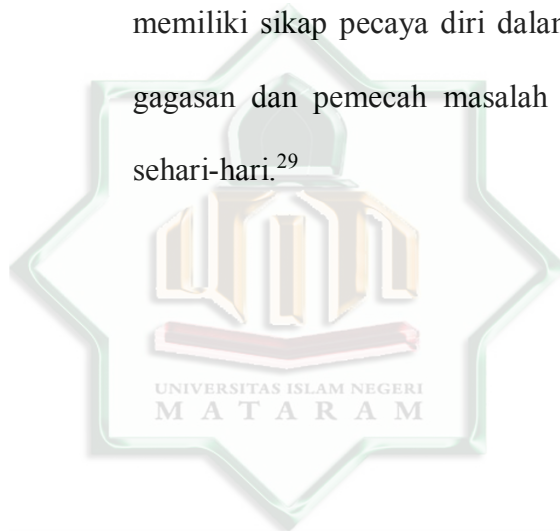 memiliki sikap pecaya diri dalam
gagasan dan pemecah masalah
sehari-hari.²⁹
UNIVERSITAS ISLAM NEGERI
MATARAM